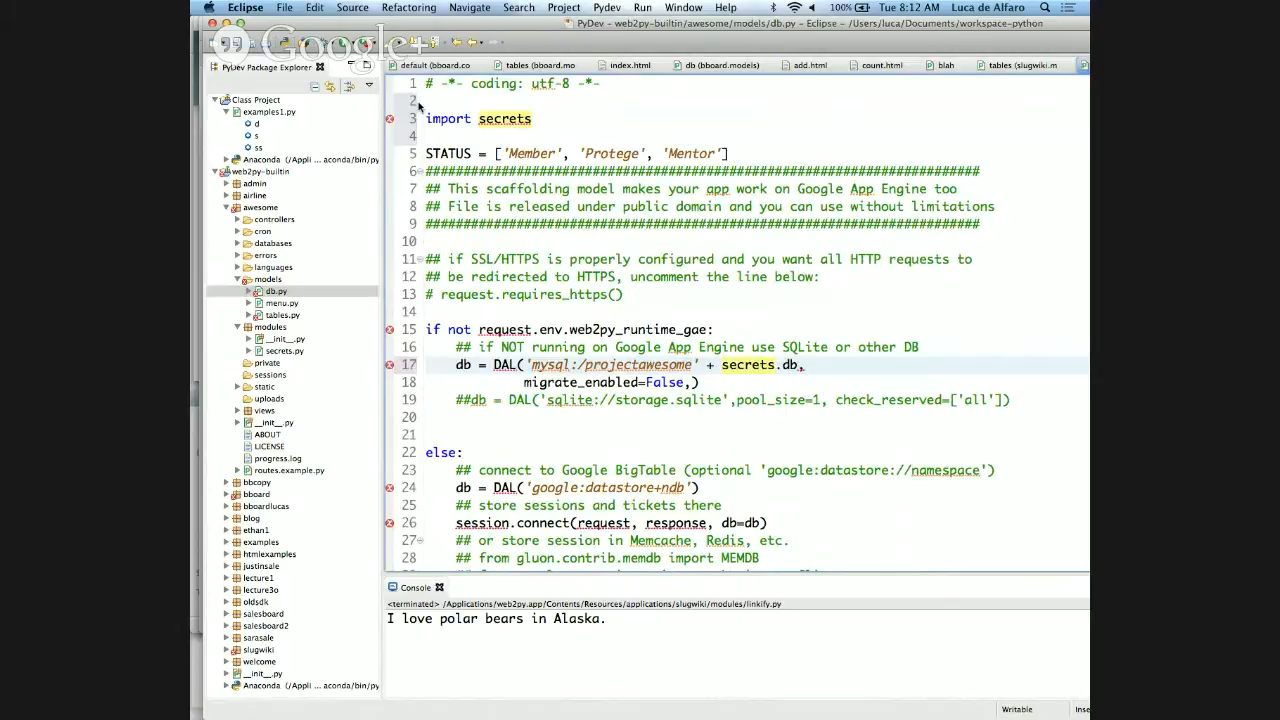 Eclipse File Edit Source Refactoring Navigate Search Project Pydev Run Window Help 100% Tue 8:12 AM Luca de Alfaro
PyDev - web2py-builtin/awesome/models/db.py - Eclipse - /Users/luca/Documents/workspace-python
Google+
PyDev Package Explorer
default (bboard.co
tables (bboard.mo
index.html
db (bboard.models)
add.html
count.html
blah
tables (slugwiki.m
Class Project
examples1.py
d
s
ss
Anaconda (/Appli ... aconda/bin/py
web2py-builtin
admin
airline
awesome
controllers
cron
databases
errors
languages
models
db.py
menu.py
tables.py
modules
__init__.py
secrets.py
private
sessions
static
uploads
views
__init__.py
ABOUT
LICENSE
progress.log
routes.example.py
bbcopy
bboard
bboardlucas
blog
ethan1
examples
htmlexamples
justinsale
lecture1
lecture3o
oldsdk
salesboard
salesboard2
sarasale
slugwiki
welcome
__init__.py
Anaconda (/Appli ... aconda/bin/py
1 # -*- coding: utf-8 -*-
2
3 import secrets
4
5 STATUS = ['Member', 'Protege', 'Mentor']
6 #########################################################################
7 ## This scaffolding model makes your app work on Google App Engine too
8 ## File is released under public domain and you can use without limitations
9 #########################################################################
10
11 ## if SSL/HTTPS is properly configured and you want all HTTP requests to
12 ## be redirected to HTTPS, uncomment the line below:
13 # request.requires_https()
14
15 if not request.env.web2py_runtime_gae:
16 ## if NOT running on Google App Engine use SQLite or other DB
17 db = DAL('mysql:/projectawesome' + secrets.db,
18 migrate_enabled=False,)
19 ##db = DAL('sqlite://storage.sqlite',pool_size=1, check_reserved=['all'])
20
21
22 else:
23 ## connect to Google BigTable (optional 'google:datastore://namespace')
24 db = DAL('google:datastore+ndb')
25 ## store sessions and tickets there
26 session.connect(request, response, db=db)
27 ## or store session in Memcache, Redis, etc.
28 ## from gluon.contrib.memdb import MEMDB
Console
<terminated> /Applications/web2py.app/Contents/Resources/applications/slugwiki/modules/linkify.py
I love polar bears in Alaska.
Writable
Inse